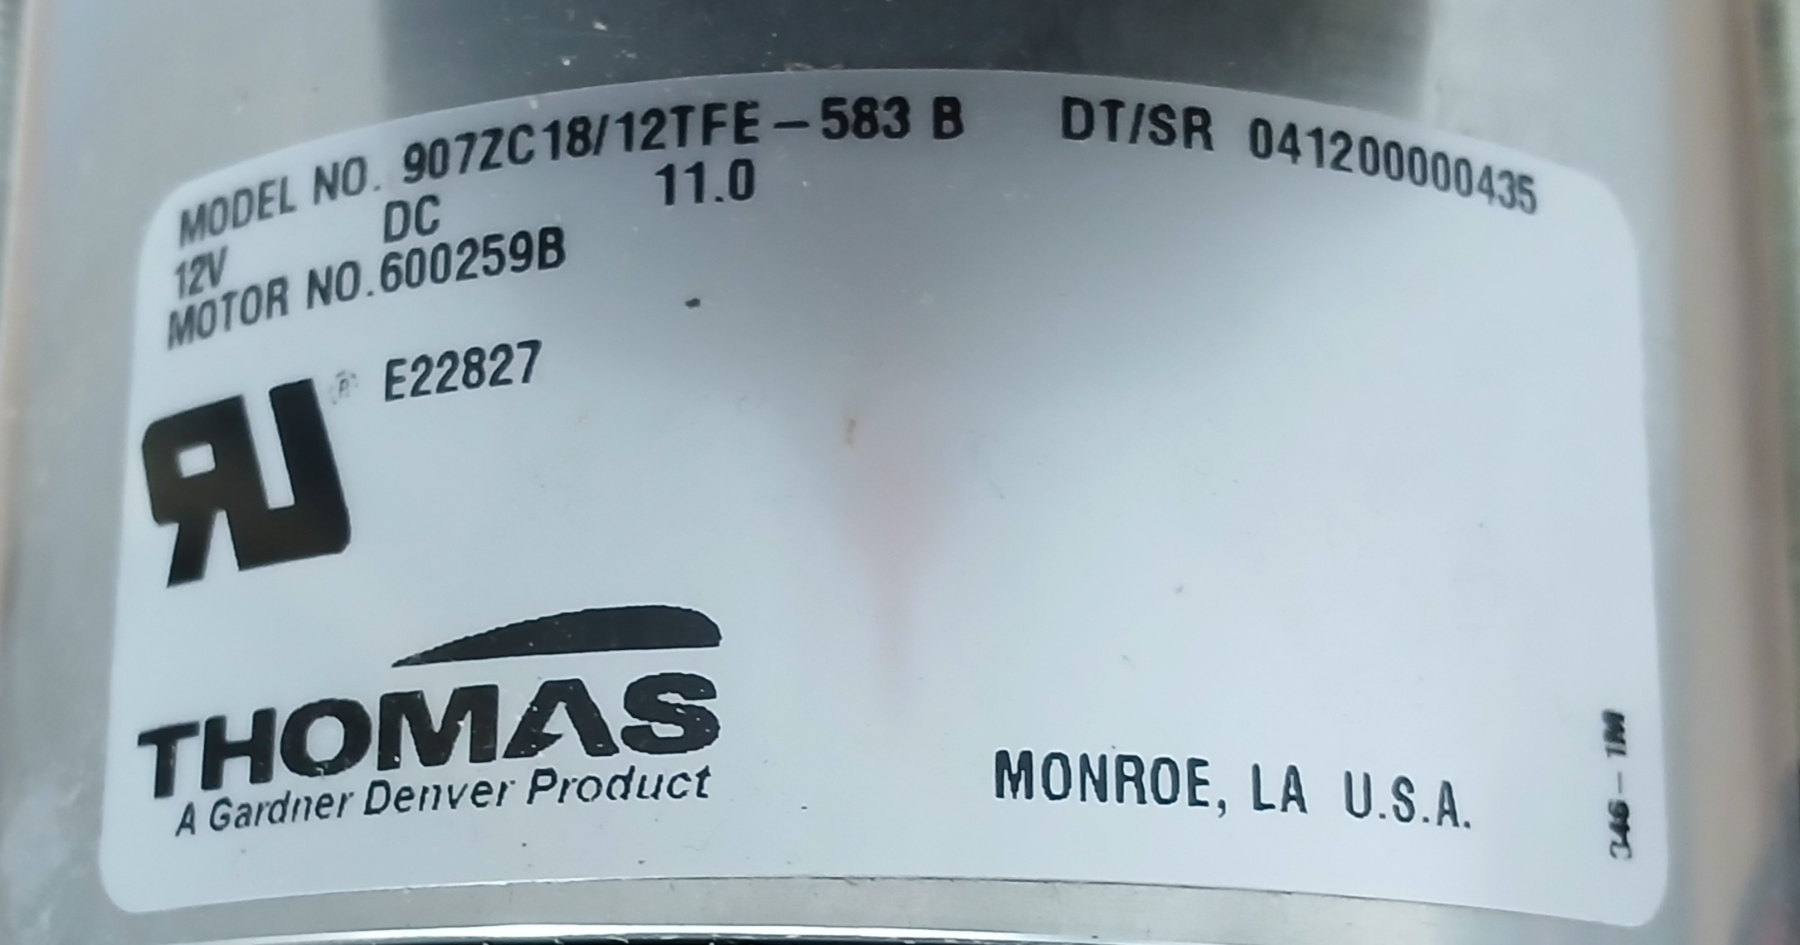 MODEL NO. 907ZC18/12TFE-583 B DT/SR 041200000435
12V DC 11.0
MOTOR NO.600259B
E22827
THOMAS
A Gardner Denver Product
MONROE, LA U.S.A.
346-1M